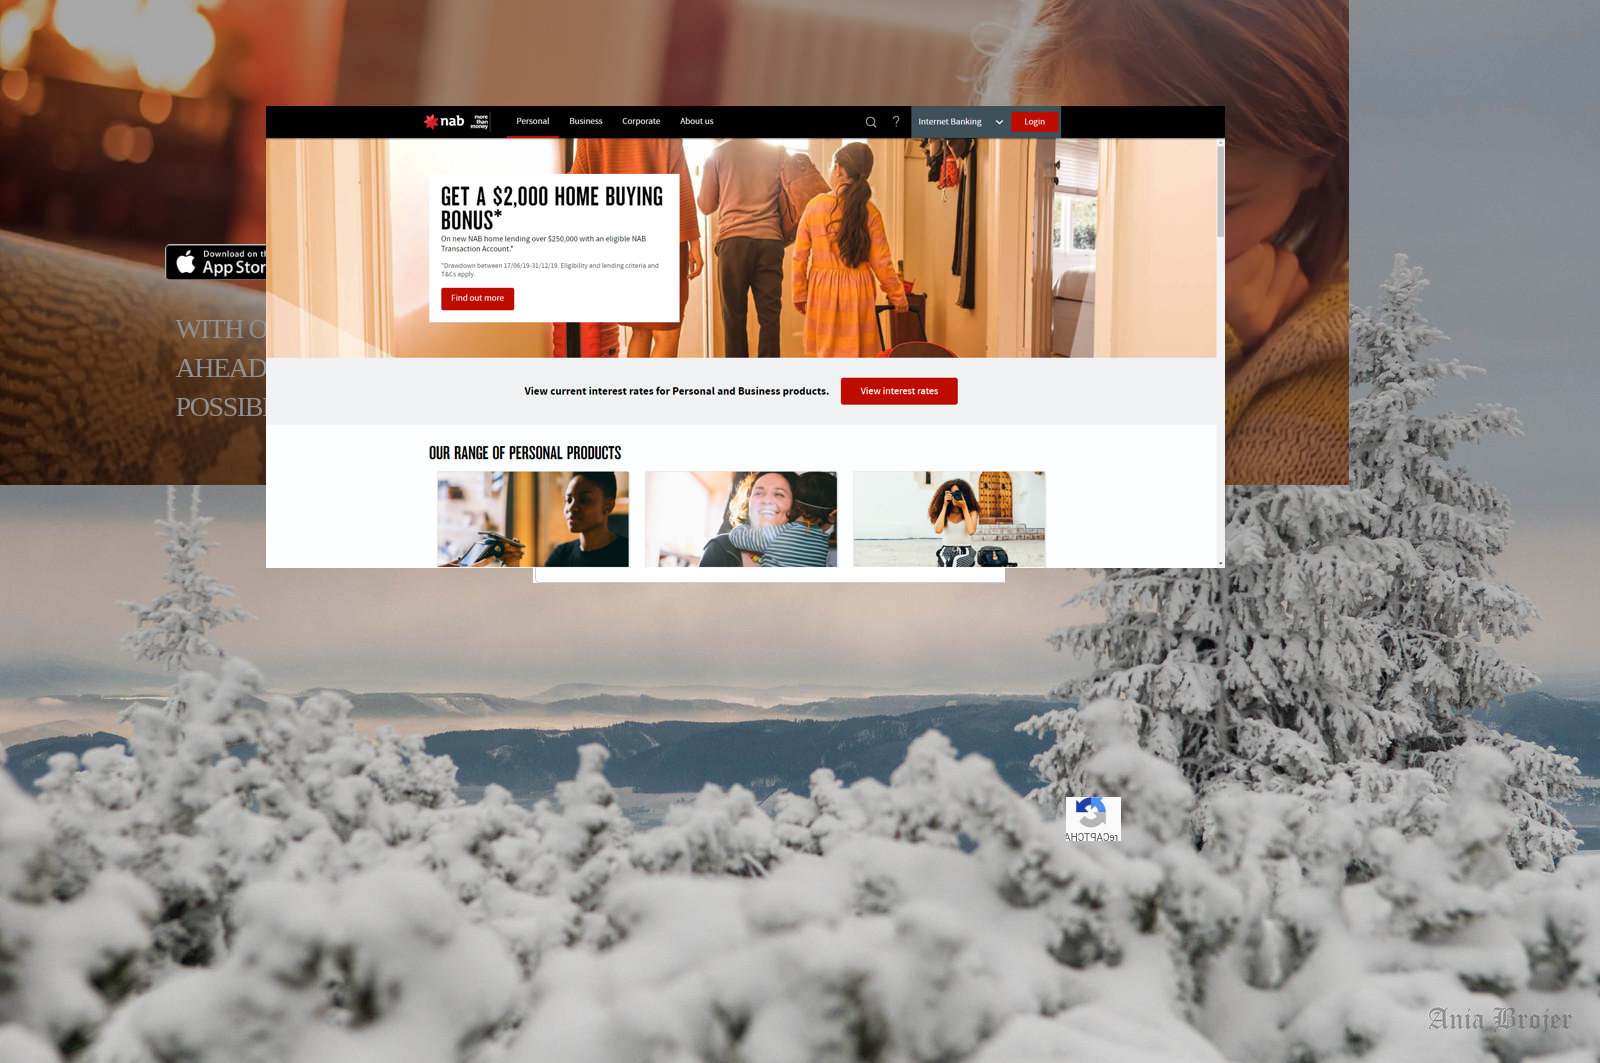 nab
more
than
money
Personal
Business
Corporate
About us
?
Internet Banking
Login
GET A $2,000 HOME BUYING
BONUS*
On new NAB home lending over $250,000 with an eligible NAB
Transaction Account.*
*Drawdown between 17/06/19-31/12/19. Eligibility and lending criteria and
T&Cs apply.
Find out more
Download on th
App Stor
WITH O
AHEAD
POSSIB
View current interest rates for Personal and Business products.
View interest rates
OUR RANGE OF PERSONAL PRODUCTS
reCAPTCHA
Ania Brojer